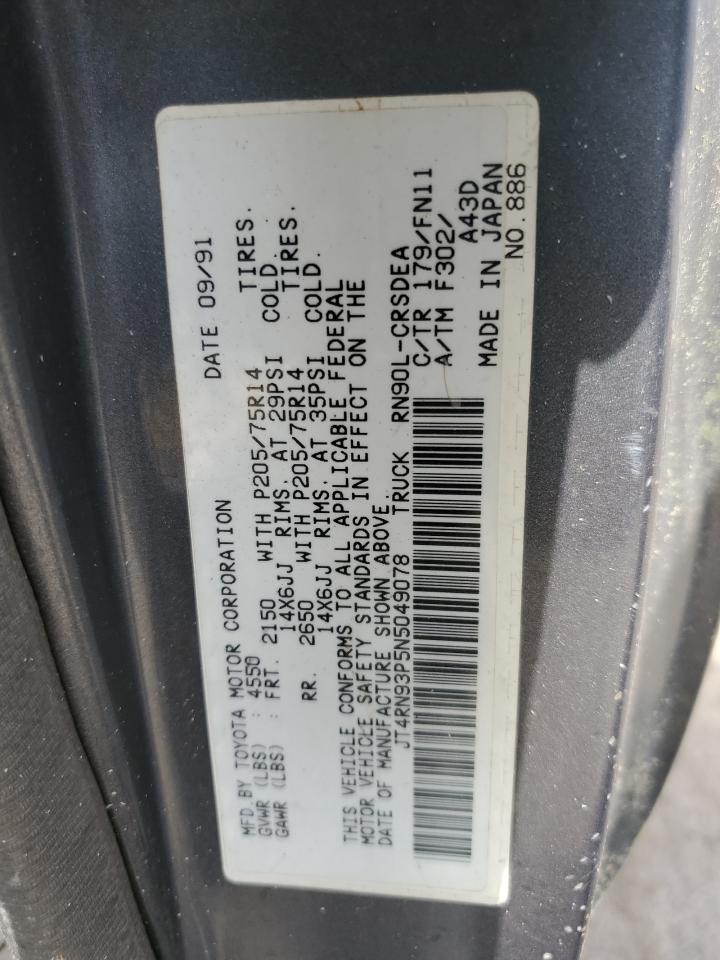 MFD. BY TOYOTA MOTOR CORPORATION DATE 09/91
GVWR (LBS) : 4550
GAWR (LBS) : FRT. 2150 WITH P205/75R14 TIRES.
14X6JJ RIMS. AT 29PSI COLD.
RR. 2650 WITH P205/75R14 TIRES.
14X6JJ RIMS. AT 35PSI COLD.
THIS VEHICLE CONFORMS TO ALL APPLICABLE FEDERAL
MOTOR VEHICLE SAFETY STANDARDS IN EFFECT ON THE
DATE OF MANUFACTURE SHOWN ABOVE.
JT4RN93P5N5049078 TRUCK RN90L-CRSDEA
C/TR 179/FN11
A/TM F302/
A43D
MADE IN JAPAN
NO.886